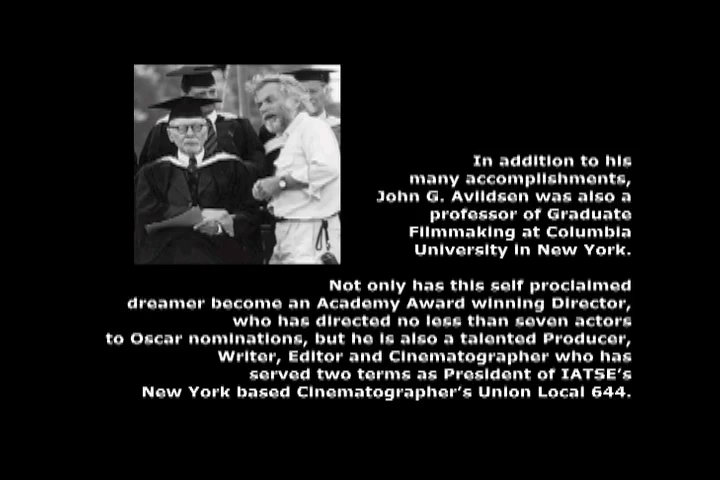 In addition to his
many accomplishments,
John G. Avildsen was also a
professor of Graduate
Filmmaking at Columbia
University in New York.
Not only has this self proclaimed
dreamer become an Academy Award winning Director,
who has directed no less than seven actors
to Oscar nominations, but he is also a talented Producer,
Writer, Editor and Cinematographer who has
served two terms as President of IATSE's
New York based Cinematographer's Union Local 644.